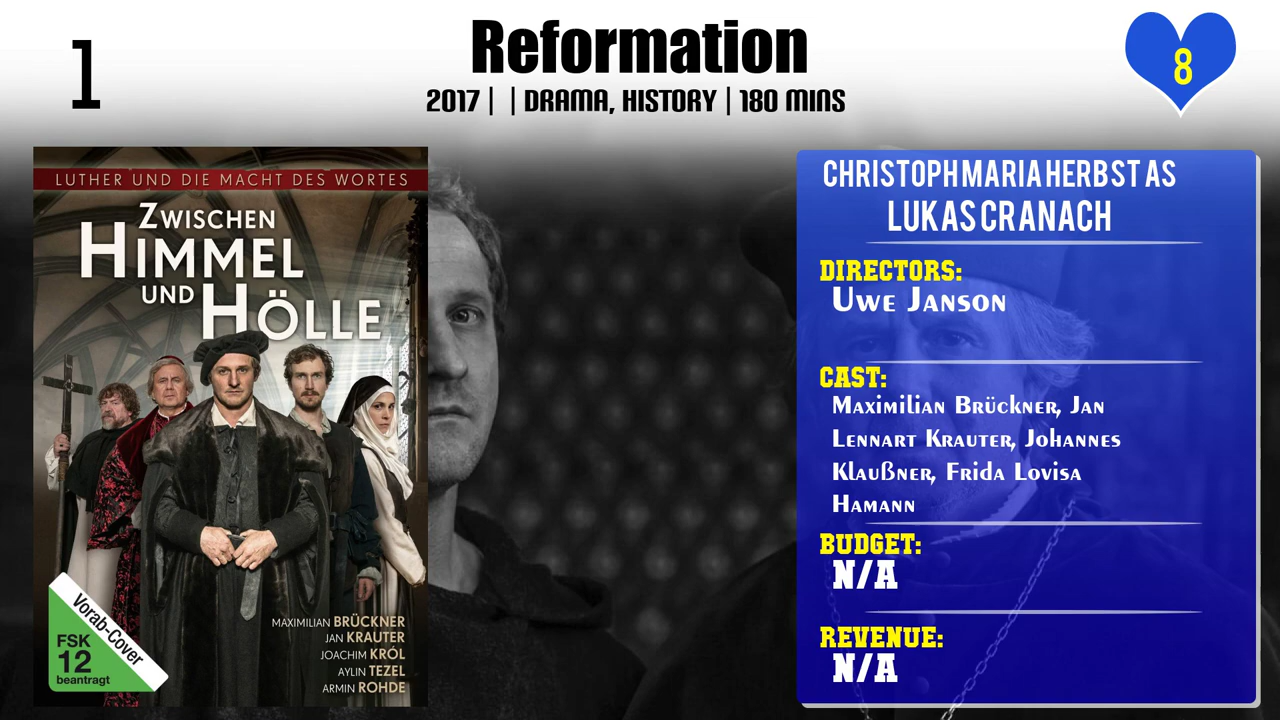 1
Reformation
2017 | | DRAMA, HISTORY | 180 MINS
8
LUTHER UND DIE MACHT DES WORTES
ZWISCHEN
HIMMEL
UND HÖLLE
MAXIMILIAN BRÜCKNER
JAN KRAUTER
JOACHIM KRÓL
AYLIN TEZEL
ARMIN ROHDE
Vorab-Cover
FSK
12
beantragt
CHRISTOPH MARIA HERBST AS
LUKAS CRANACH
DIRECTORS:
UWE JANSON
CAST:
MAXIMILIAN BRÜCKNER, JAN
LENNART KRAUTER, JOHANNES
KLAUßNER, FRIDA LOVISA
HAMANN
BUDGET:
N/A
REVENUE:
N/A